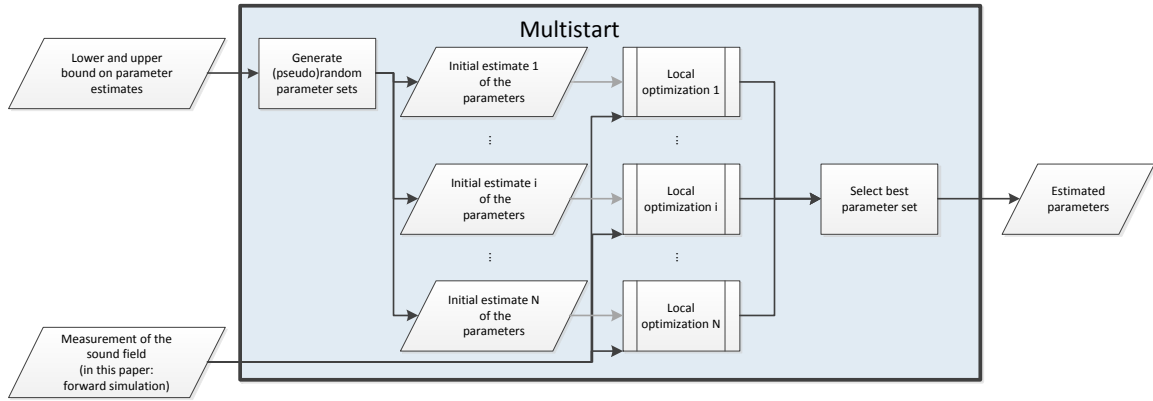 Multistart
Lower and upper
bound on parameter
estimates
Generate
(pseudo)random
parameter sets
Initial estimate 1
of the
parameters
Local
optimization 1
...
...
Initial estimate i
of the
parameters
Local
optimization i
Select best
parameter set
Estimated
parameters
...
...
Initial estimate N
of the
parameters
Local
optimization N
Measurement of the
sound field
(in this paper:
forward simulation)